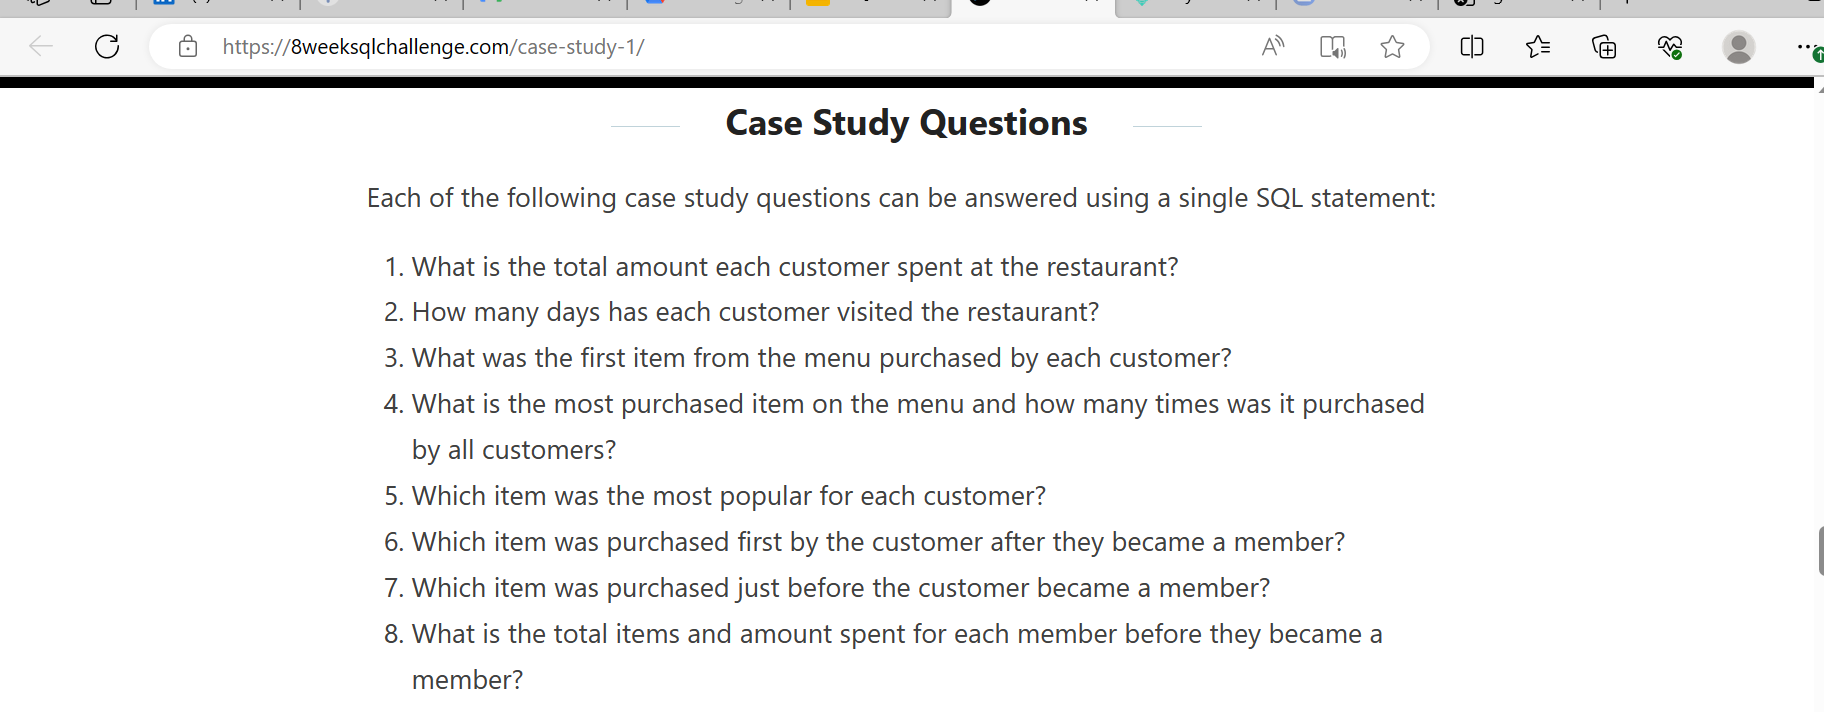 https://8weeksqlchallenge.com/case-study-1/
Case Study Questions
Each of the following case study questions can be answered using a single SQL statement:
1. What is the total amount each customer spent at the restaurant?
2. How many days has each customer visited the restaurant?
3. What was the first item from the menu purchased by each customer?
4. What is the most purchased item on the menu and how many times was it purchased
by all customers?
5. Which item was the most popular for each customer?
6. Which item was purchased first by the customer after they became a member?
7. Which item was purchased just before the customer became a member?
8. What is the total items and amount spent for each member before they became a
member?